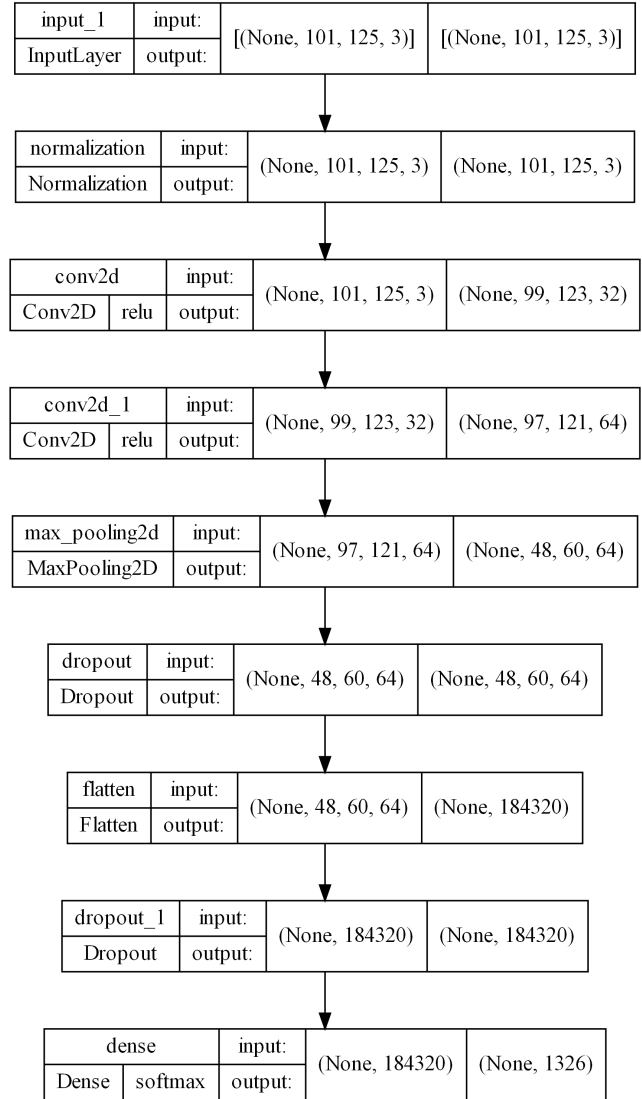 input_1 input: [(None, 101, 125, 3)] [(None, 101, 125, 3)]
InputLayer output:
normalization input: (None, 101, 125, 3) (None, 101, 125, 3)
Normalization output:
conv2d input: (None, 101, 125, 3) (None, 99, 123, 32)
Conv2D relu output:
conv2d_1 input: (None, 99, 123, 32) (None, 97, 121, 64)
Conv2D relu output:
max_pooling2d input: (None, 97, 121, 64) (None, 48, 60, 64)
MaxPooling2D output:
dropout input: (None, 48, 60, 64) (None, 48, 60, 64)
Dropout output:
flatten input: (None, 48, 60, 64) (None, 184320)
Flatten output:
dropout_1 input: (None, 184320) (None, 184320)
Dropout output:
dense input: (None, 184320) (None, 1326)
Dense softmax output: